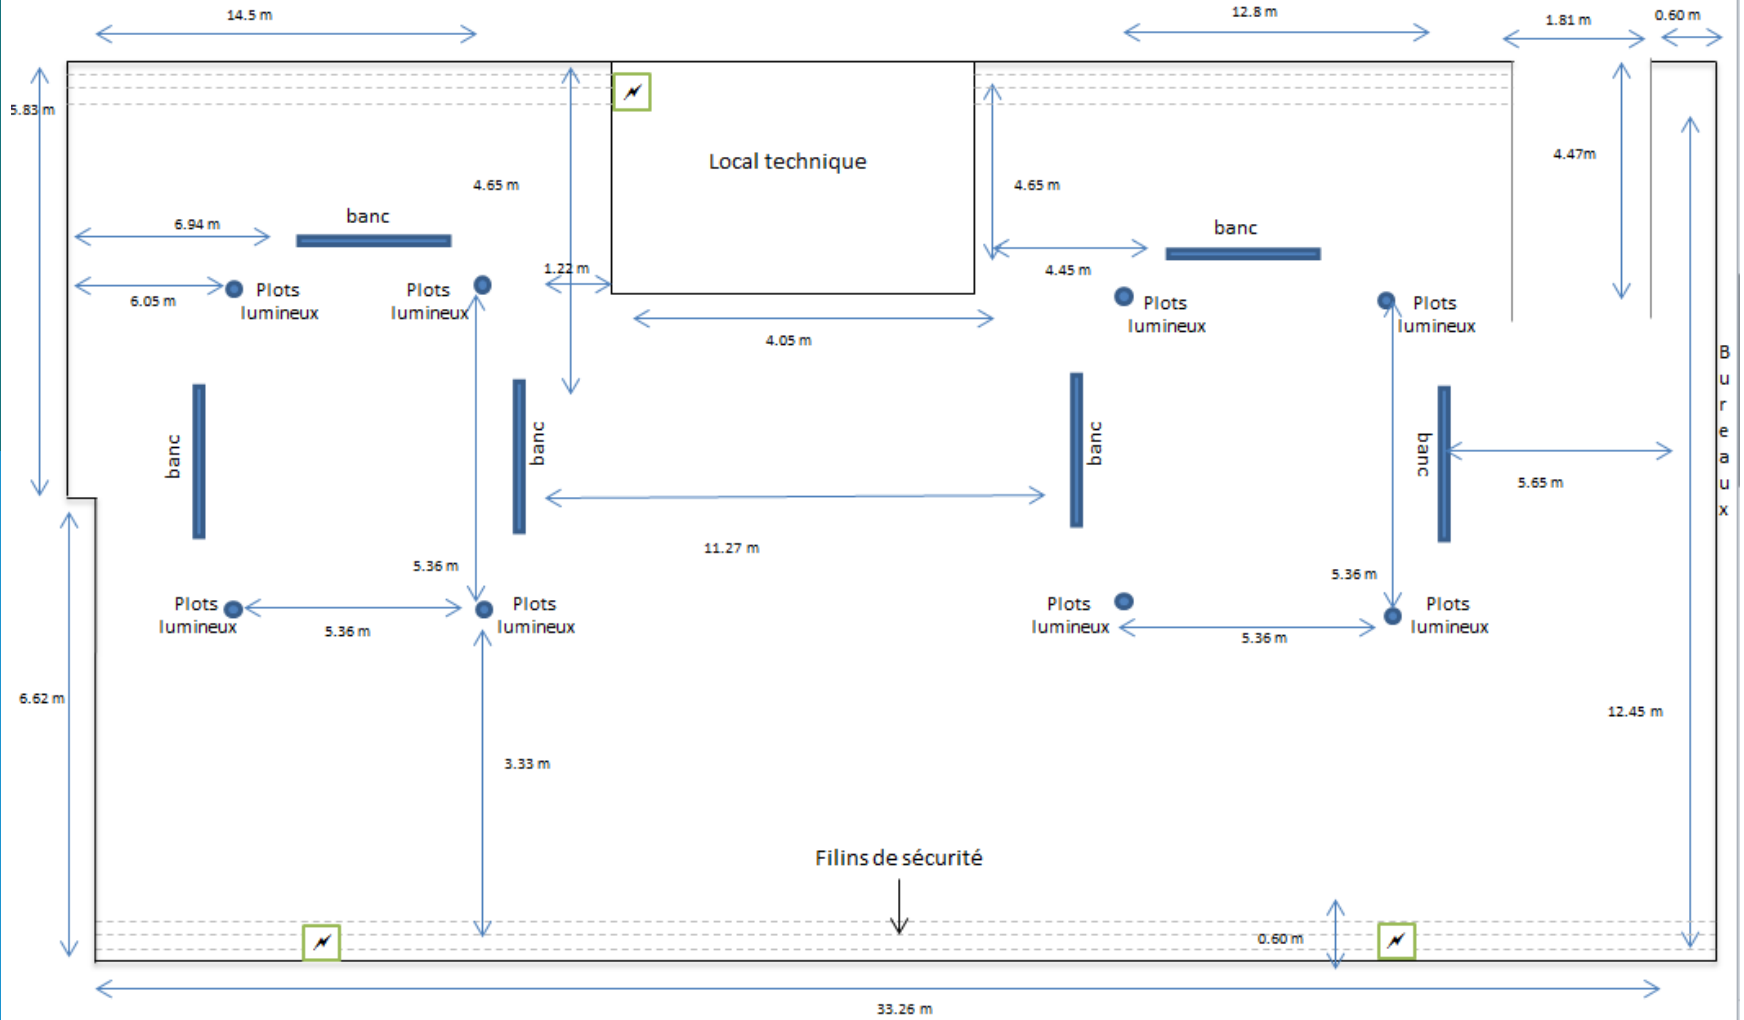 14.5 m
12.8 m
1.81 m
0.60 m
5.83 m
Local technique
4.47m
4.65 m
4.65 m
banc
6.94 m
banc
1.22 m
4.45 m
6.05 m
Plots
lumineux
Plots
lumineux
Plots
lumineux
Plots
lumineux
4.05 m
B
u
r
e
a
u
x
banc
banc
banc
banc
5.65 m
11.27 m
5.36 m
5.36 m
Plots
lumineux
5.36 m
Plots
lumineux
Plots
lumineux
5.36 m
Plots
lumineux
6.62 m
12.45 m
3.33 m
Filins de sécurité
0.60 m
33.26 m